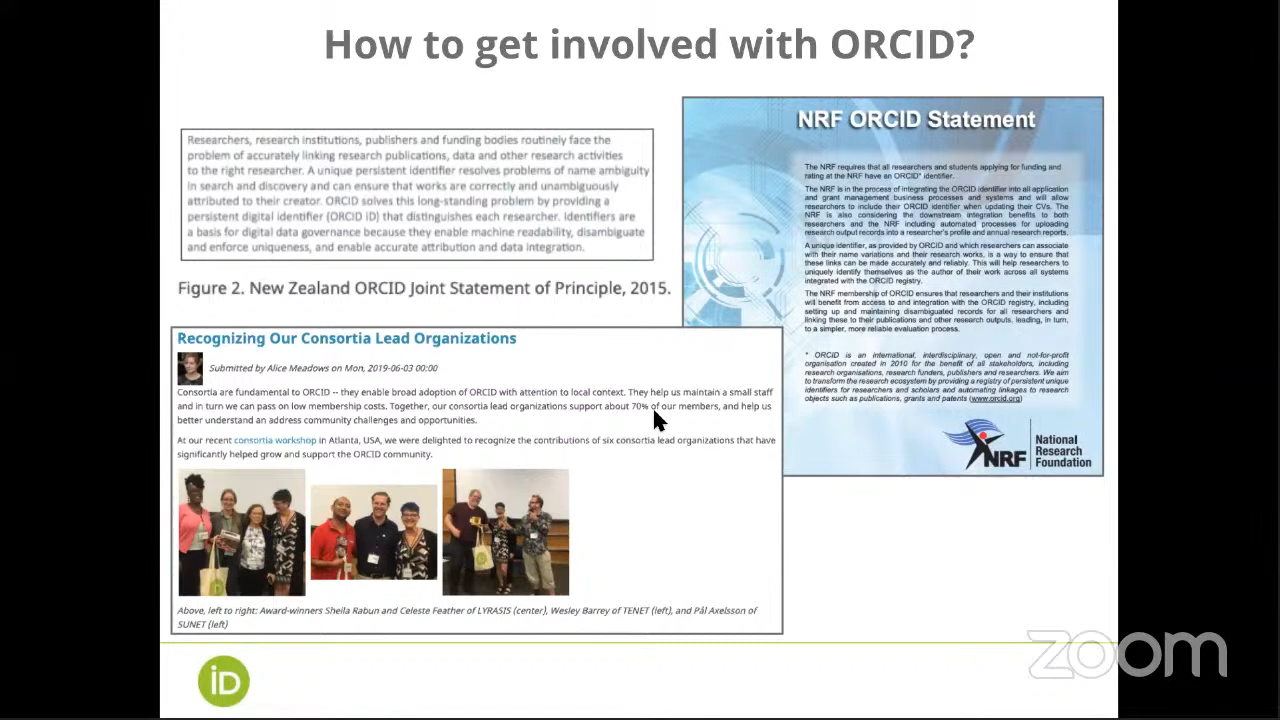 How to get involved with ORCID?
Researchers, research institutions, publishers and funding bodies routinely face the
problem of accurately linking research publications, data and other research activities
to the right researcher. A unique persistent identifier resolves problems of name ambiguity
in search and discovery and can ensure that works are correctly and unambiguously
attributed to their creator. ORCID solves this long-standing problem by providing a
persistent digital identifier (ORCID iD) that distinguishes each researcher. Identifiers are
a basis for digital data governance because they enable machine readability, disambiguate
and enforce uniqueness, and enable accurate attribution and data integration.
Figure 2. New Zealand ORCID Joint Statement of Principle, 2015.
NRF ORCID Statement
The NRF requires that all researchers and students applying for funding and
rating at the NRF have an ORCID* identifier.
The NRF is in the process of integrating the ORCID identifier into all application
and grant management business processes and systems and will allow
researchers to include their ORCID identifier when updating their CVs. The
NRF is also considering the downstream integration benefits to both
researchers and the NRF including automated processes for uploading
research output records into a researcher's profile and annual research reports.
A unique identifier, as provided by ORCID and which researchers can associate
with their name variations and their research works, is a way to ensure that
these links can be made accurately and reliably. This will help researchers to
uniquely identify themselves as the author of their work across all systems
integrated with the ORCID registry.
The NRF membership of ORCID ensures that researchers and their institutions
will benefit from access to and integration with the ORCID registry, including
setting up and maintaining disambiguated records for all researchers and
linking these to their publications and other research outputs, leading, in turn,
to a simpler, more reliable evaluation process.
* ORCID is an international, interdisciplinary, open and not-for-profit
organisation created in 2010 for the benefit of all stakeholders, including
research organisations, research funders, publishers and researchers. We aim
to transform the research ecosystem by providing a registry of persistent unique
identifiers for researchers and scholars and automating linkages to research
objects such as publications, grants and patents (www.orcid.org)
NRF
National
Research
Foundation
Recognizing Our Consortia Lead Organizations
Submitted by Alice Meadows on Mon, 2019-06-03 00:00
Consortia are fundamental to ORCID -- they enable broad adoption of ORCID with attention to local context. They help us maintain a small staff
and in turn we can pass on low membership costs. Together, our consortia lead organizations support about 70% of our members, and help us
better understand an address community challenges and opportunities.
At our recent consortia workshop in Atlanta, USA, we were delighted to recognize the contributions of six consortia lead organizations that have
significantly helped grow and support the ORCID community.
Above, left to right: Award-winners Sheila Rabun and Celeste Feather of LYRASIS (center), Wesley Barrey of TENET (left), and Pål Axelsson of
SUNET (left)
iD
zoom